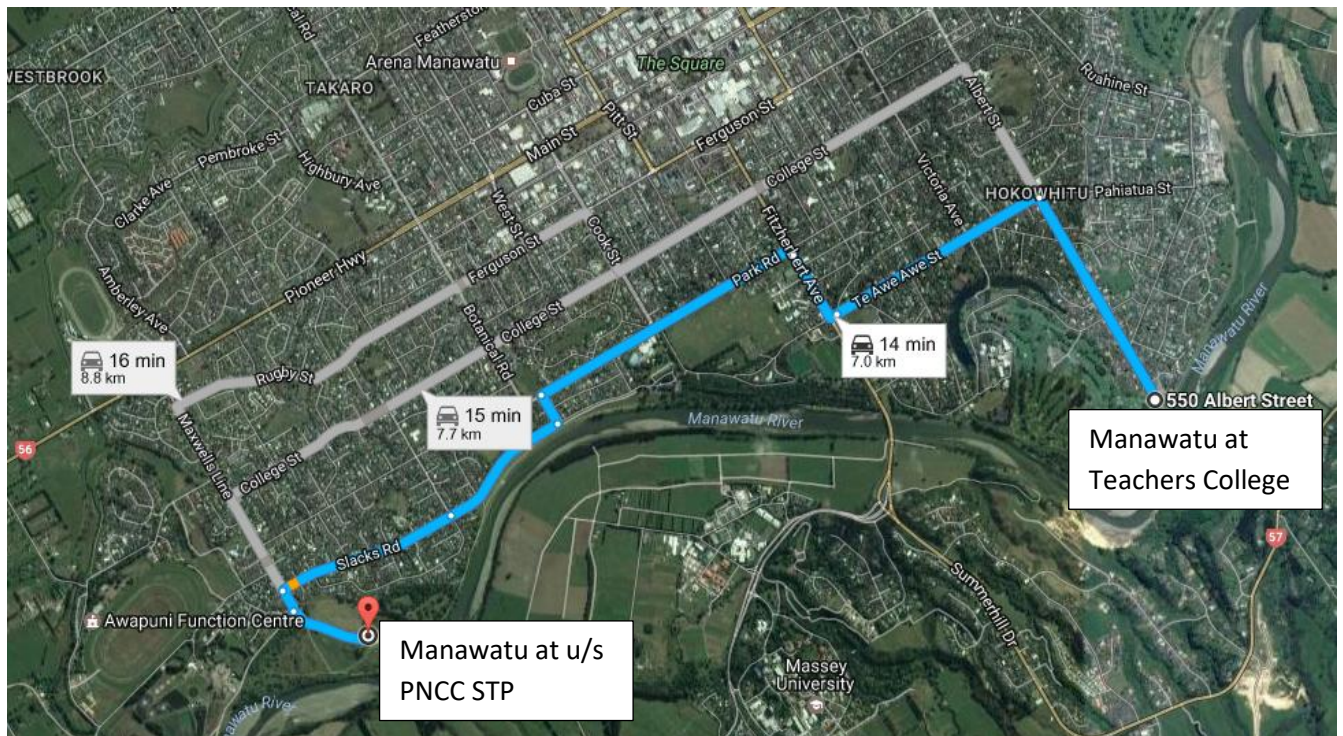 WESTBROOK
Featherston
Arena Manawatu
The Square
TAKARO
Cuba St
Pitt St
Ruahine St
Albert St
Main St
Ferguson St
Pembroke St
Highbury Ave
Clarke Ave
West St
College St
Victoria Ave
HOKOWHITU
Pahiatua St
Cook St
Fitzherbert Ave
Ferguson St
Pioneer Hwy
Amberley Ave
Park Rd
Te Awe Awe St
Botanical Rd
College St
Manawatu River
16 min
8.8 km
14 min
7.0 km
Rugby St
15 min
7.7 km
550 Albert Street
Maxwells Line
Manawatu River
56
College St
Manawatu at
Teachers College
57
Slacks Rd
Summerhill Dr
Awapuni Function Centre
Manawatu at u/s
PNCC STP
Massey
University